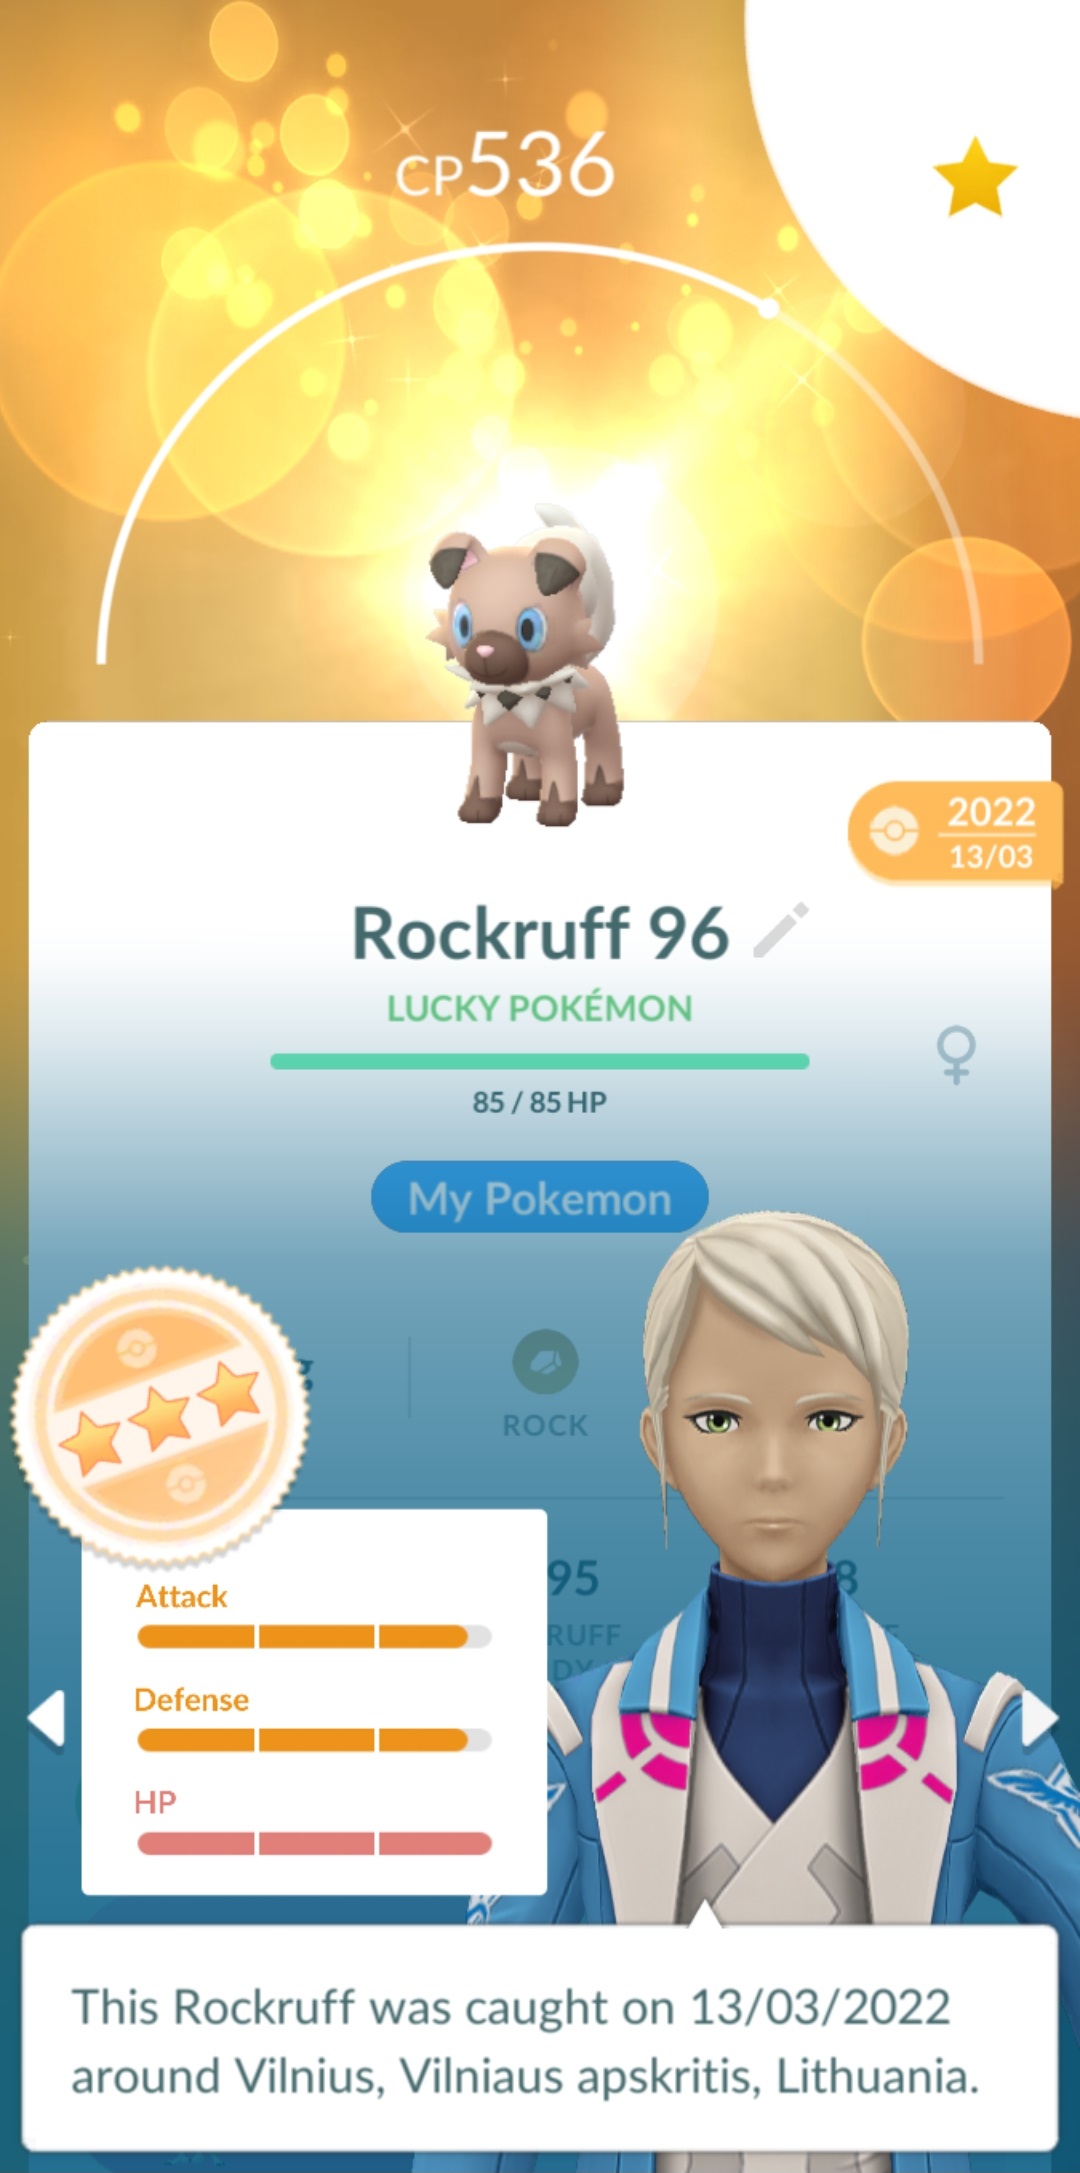 CP536
2022
13/03
Rockruff 96
LUCKY POKÉMON
85 / 85 HP
My Pokemon
ROCK
95
8
RUFF
Attack
Defense
HP
This Rockruff was caught on 13/03/2022
around Vilnius, Vilniaus apskritis, Lithuania.